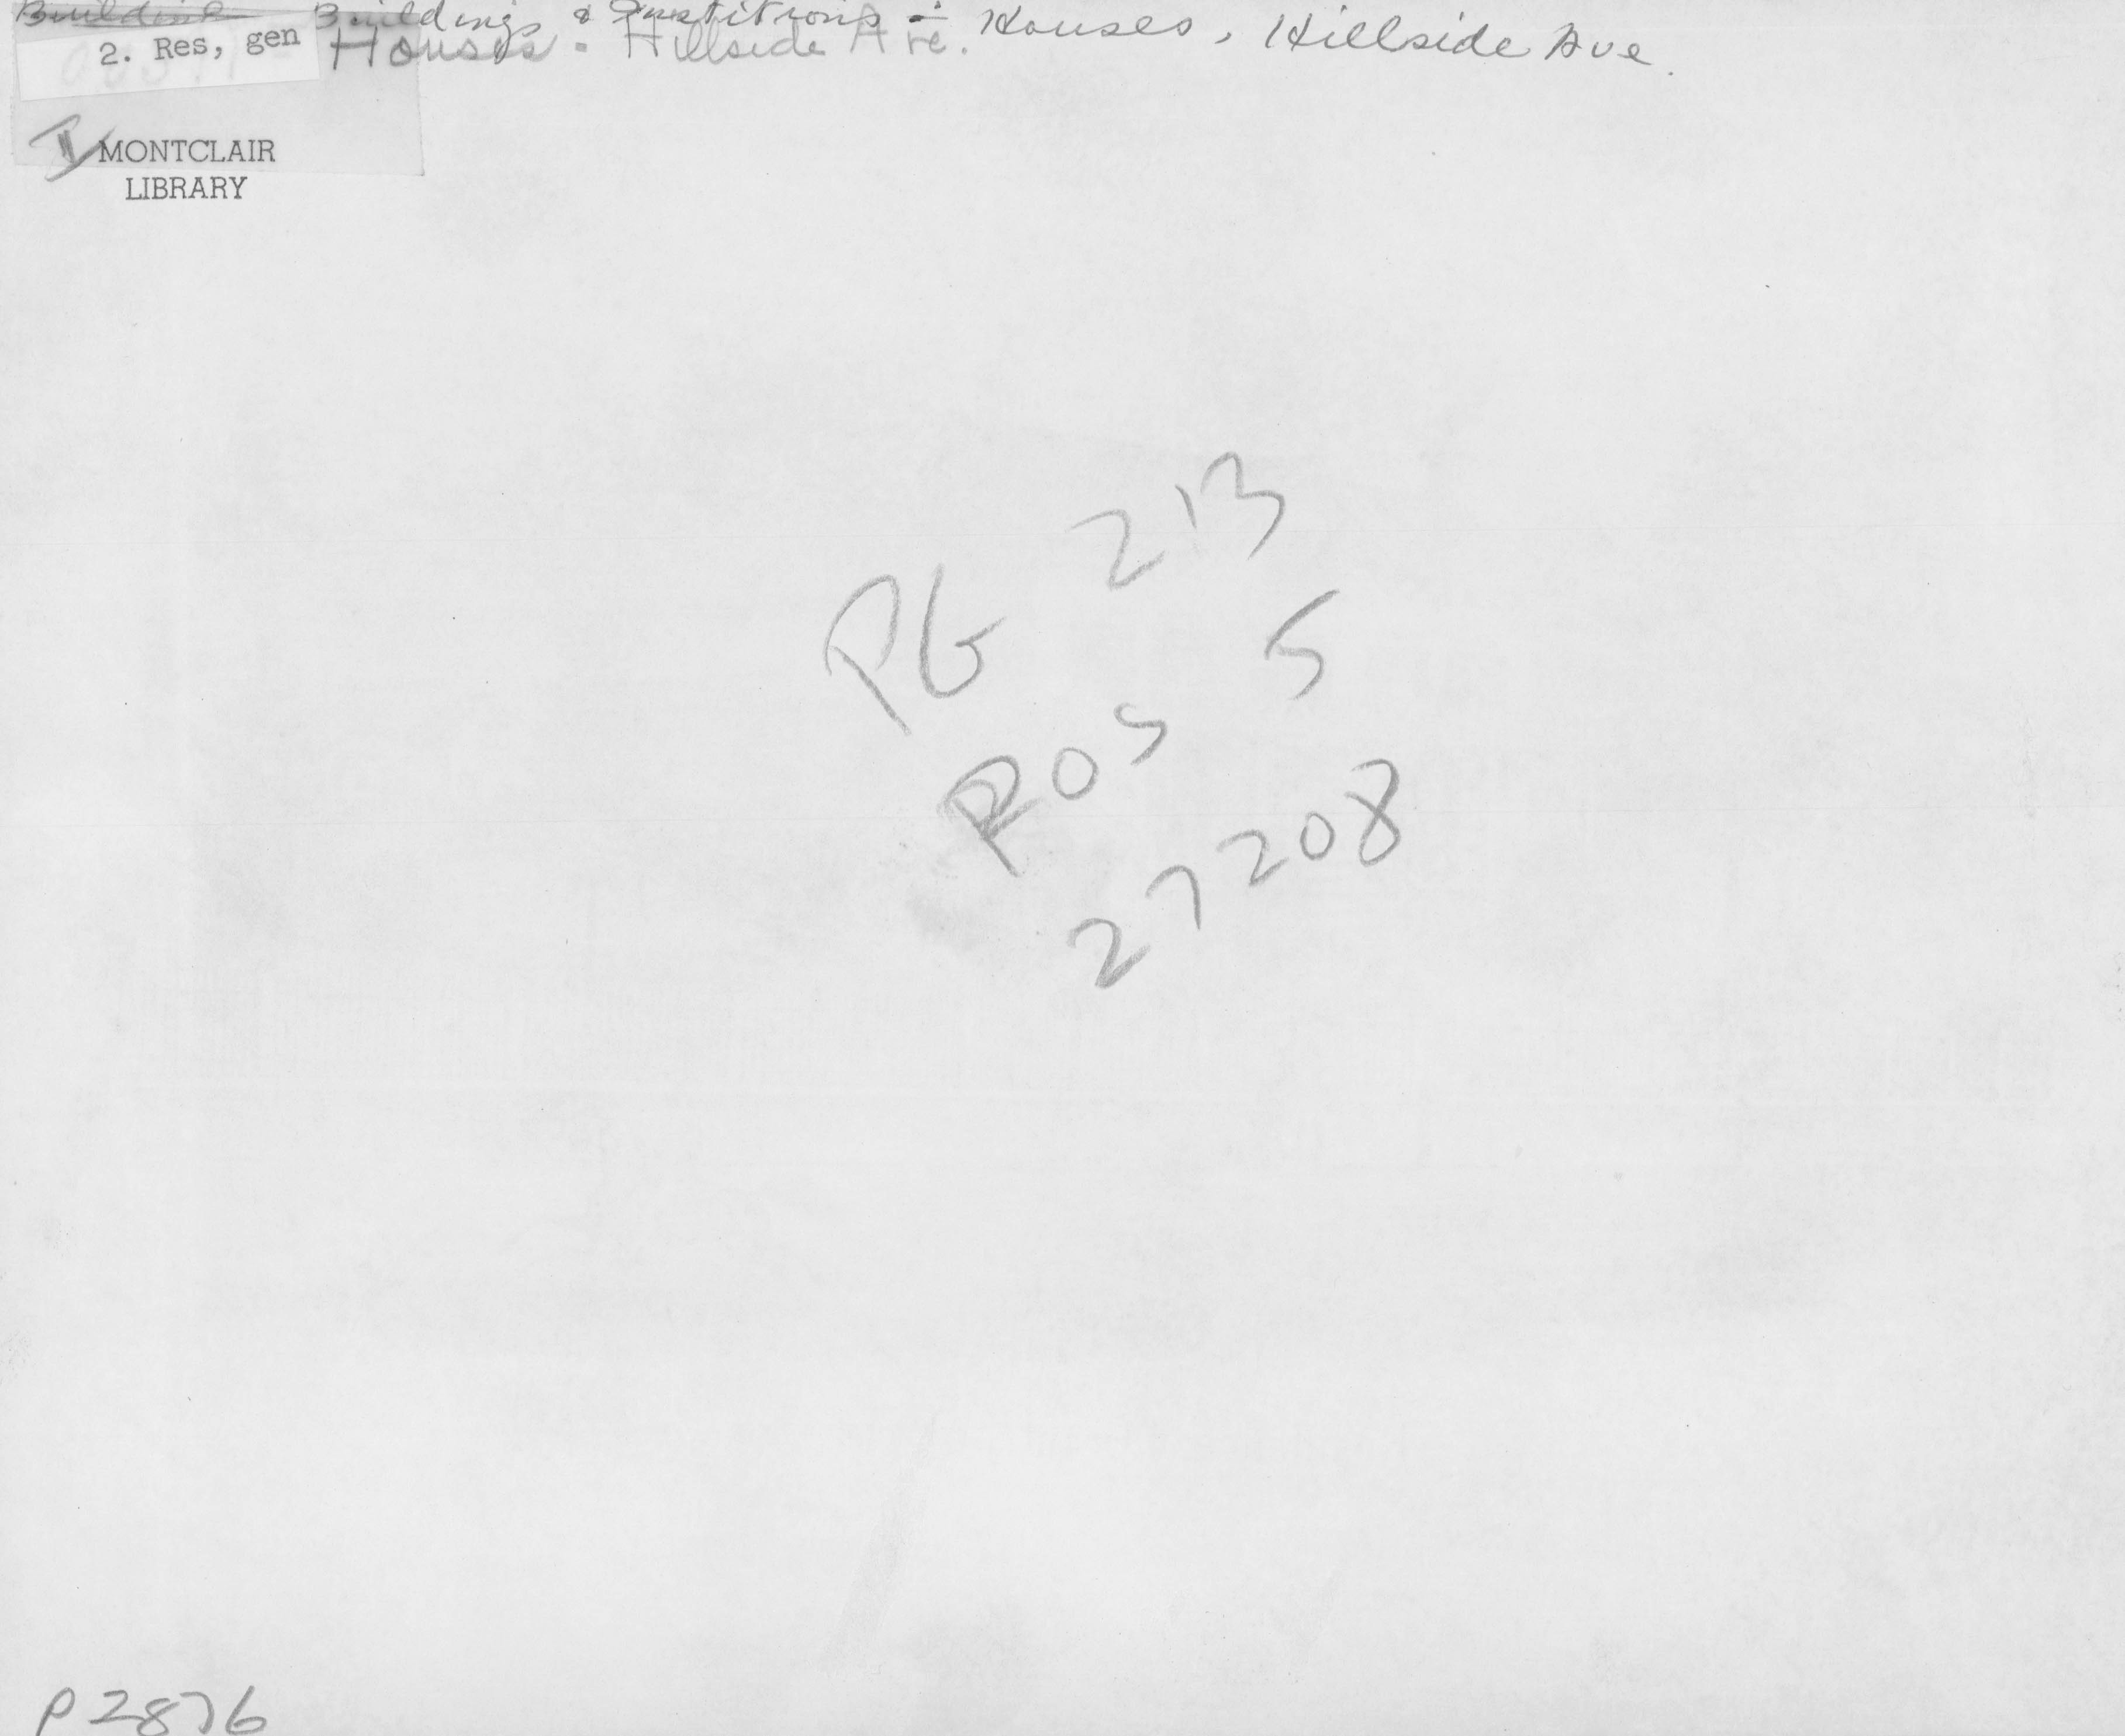 Buildings & Institutions - Houses, Hillside Ave.
2. Res, gen Houses - Hillside Ave.
II MONTCLAIR
LIBRARY
PG 213
ROS 5
27208
P2876